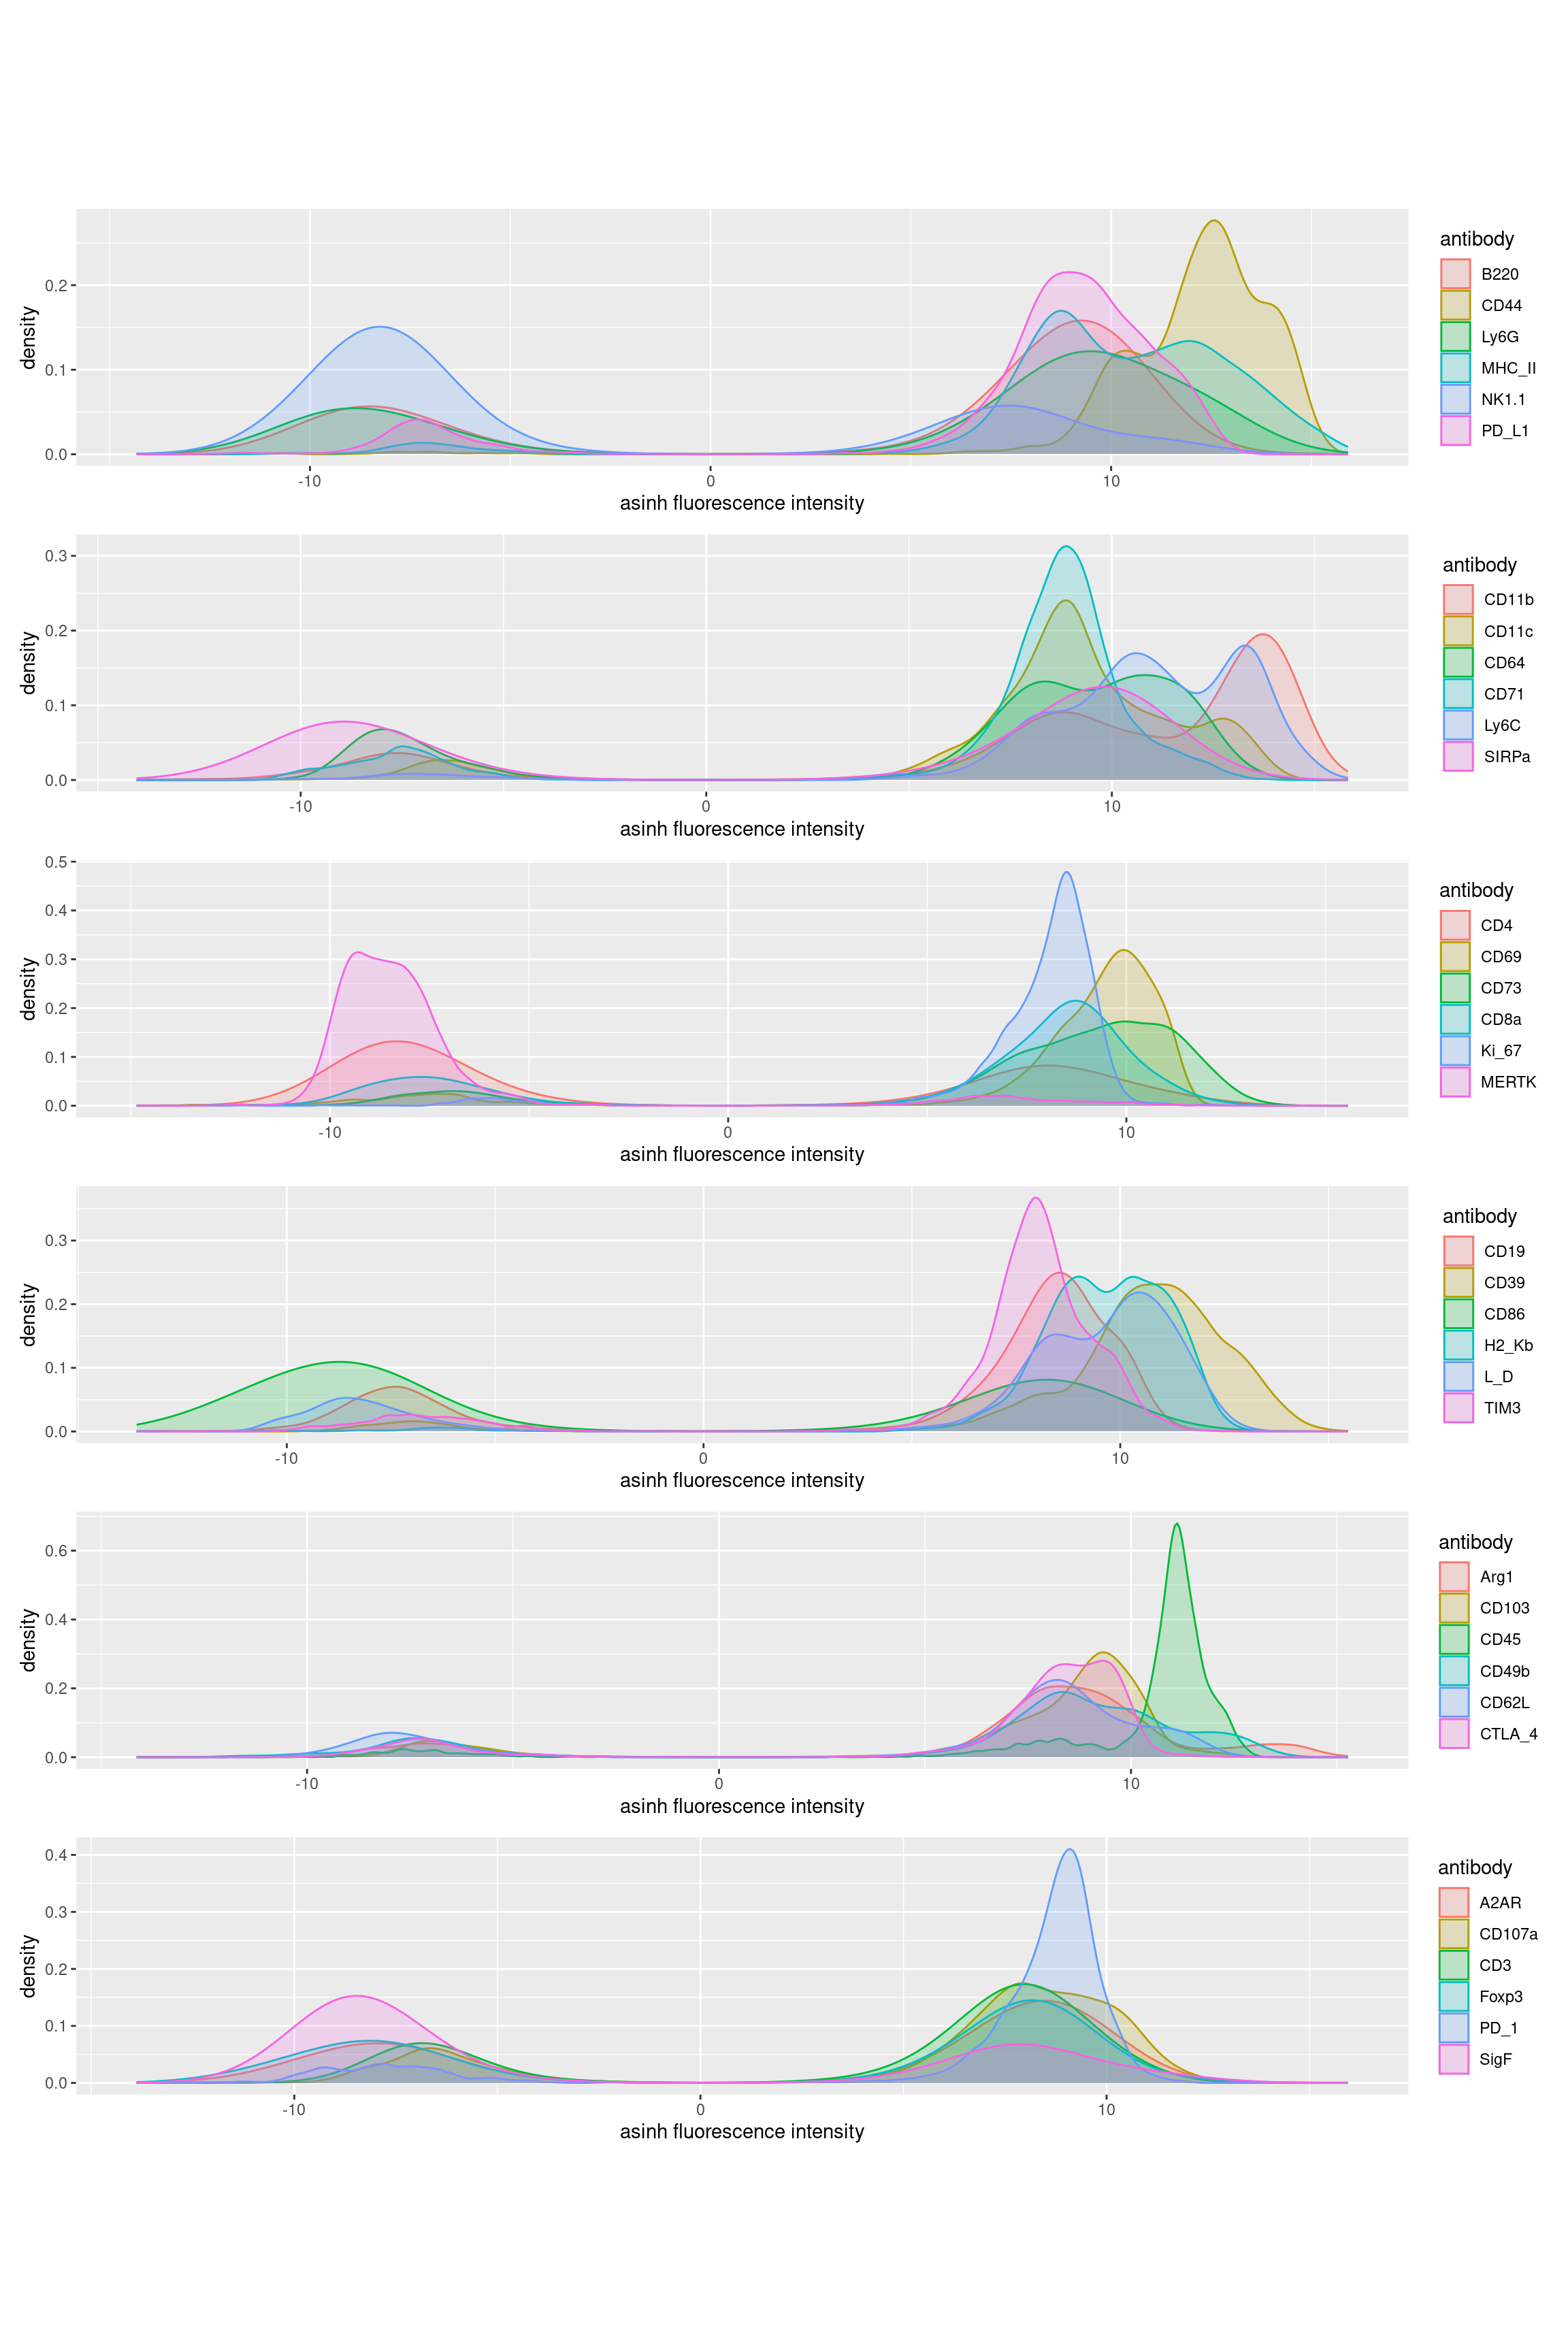 antibody
B220
CD44
Ly6G
MHC_II
NK1.1
PD_L1
density
0.2
0.1
0.0
-10 0 10
asinh fluorescence intensity
antibody
CD11b
CD11c
CD64
CD71
Ly6C
SIRPa
density
0.3
0.2
0.1
0.0
-10 0 10
asinh fluorescence intensity
antibody
CD4
CD69
CD73
CD8a
Ki_67
MERTK
density
0.5
0.4
0.3
0.2
0.1
0.0
-10 0 10
asinh fluorescence intensity
antibody
CD19
CD39
CD86
H2_Kb
L_D
TIM3
density
0.3
0.2
0.1
0.0
-10 0 10
asinh fluorescence intensity
antibody
Arg1
CD103
CD45
CD49b
CD62L
CTLA_4
density
0.6
0.4
0.2
0.0
-10 0 10
asinh fluorescence intensity
antibody
A2AR
CD107a
CD3
Foxp3
PD_1
SigF
density
0.4
0.3
0.2
0.1
0.0
-10 0 10
asinh fluorescence intensity